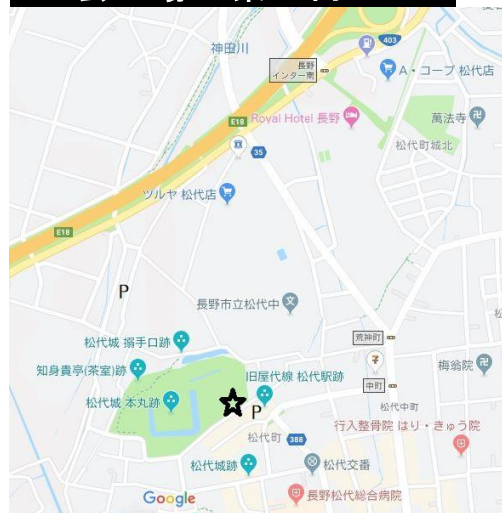 神田川
403
長野
インター南
A・コープ 松代店
Royal Hotel 長野
萬法寺
E18
松代町城北
35
ツルヤ 松代店
E18
P
長野市立松代中
文
松代城 搦手口跡
荒神町
知身貴亭(茶室)跡
旧屋代線 松代駅跡
梅翁院
中町
松代城 本丸跡
P
松代中町
松代町
388
行入整骨院 はり・きゅう院
松代城跡
松代交番
Google
長野松代総合病院